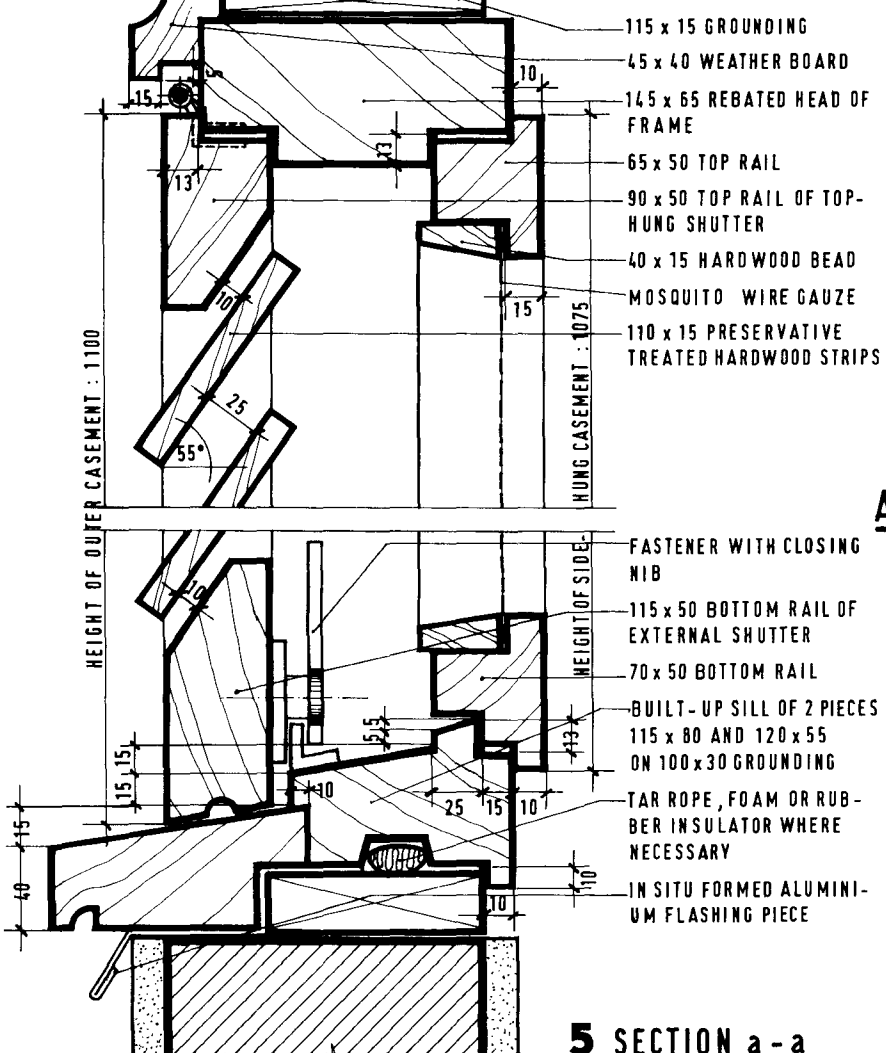 115 x 15 GROUNDING
45 x 40 WEATHER BOARD
145 x 65 REBATED HEAD OF
FRAME
65 x 50 TOP RAIL
90 x 50 TOP RAIL OF TOP-
HUNG SHUTTER
40 x 15 HARDWOOD BEAD
MOSQUITO WIRE GAUZE
110 x 15 PRESERVATIVE
TREATED HARDWOOD STRIPS
FASTENER WITH CLOSING
NIB
115 x 50 BOTTOM RAIL OF
EXTERNAL SHUTTER
70 x 50 BOTTOM RAIL
BUILT-UP SILL OF 2 PIECES
115 x 80 AND 120 x 55
ON 100 x 30 GROUNDING
TAR ROPE, FOAM OR RUB-
BER INSULATOR WHERE
NECESSARY
IN SITU FORMED ALUMINI-
UM FLASHING PIECE
HEIGHT OF OUTER CASEMENT : 1100
HEIGHT OF SIDE-HUNG CASEMENT : 1075
15
5
10
13
13
10
15
25
55°
10
5
5
15
15
13
10
25
15
10
15
40
10
10
A
5 SECTION a-a